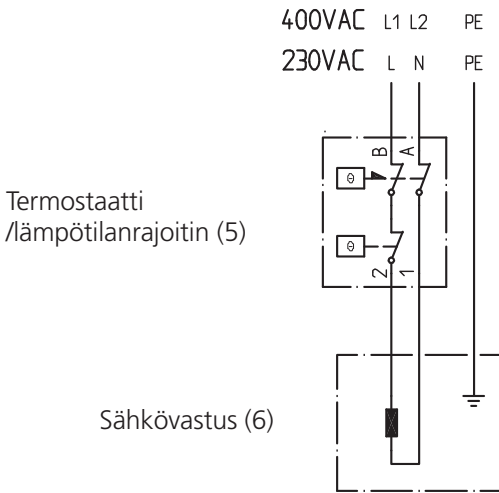 400VAC L1 L2 PE
230VAC L N PE
B A
θ
Termostaatti
/lämpötilanrajoitin (5)
θ
2 1
Sähkövastus (6)